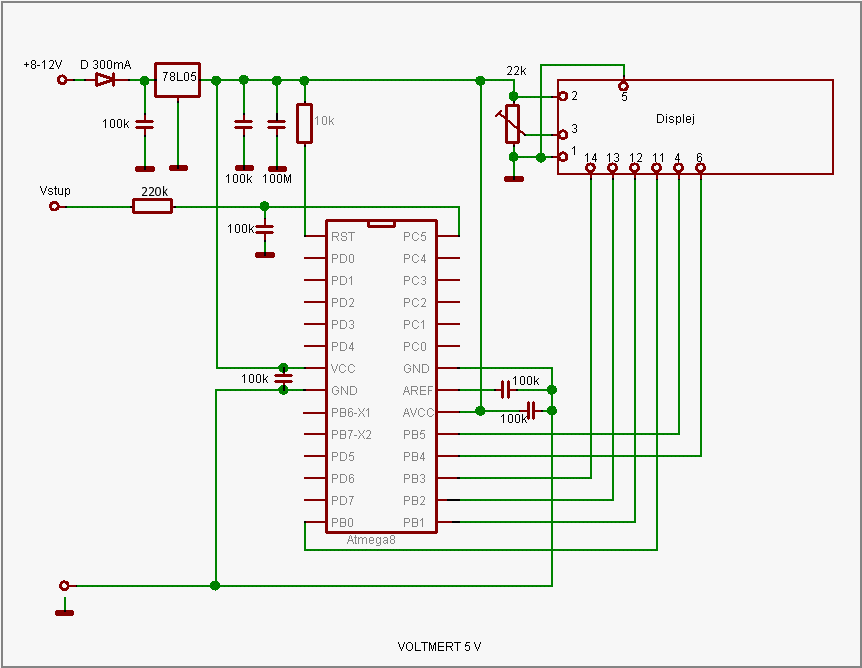 +8-12V
D 300mA
78L05
22k
2
5
Displej
100k
10k
3
1
14 13 12 11 4 6
100k 100M
Vstup
220k
100k
RST PC5
PD0 PC4
PD1 PC3
PD2 PC2
PD3 PC1
PD4 PC0
VCC GND
100k
100k
GND AREF
PB6-X1 AVCC
100k
PB7-X2 PB5
PD5 PB4
PD6 PB3
PD7 PB2
PB0 PB1
Atmega8
VOLTMERT 5 V